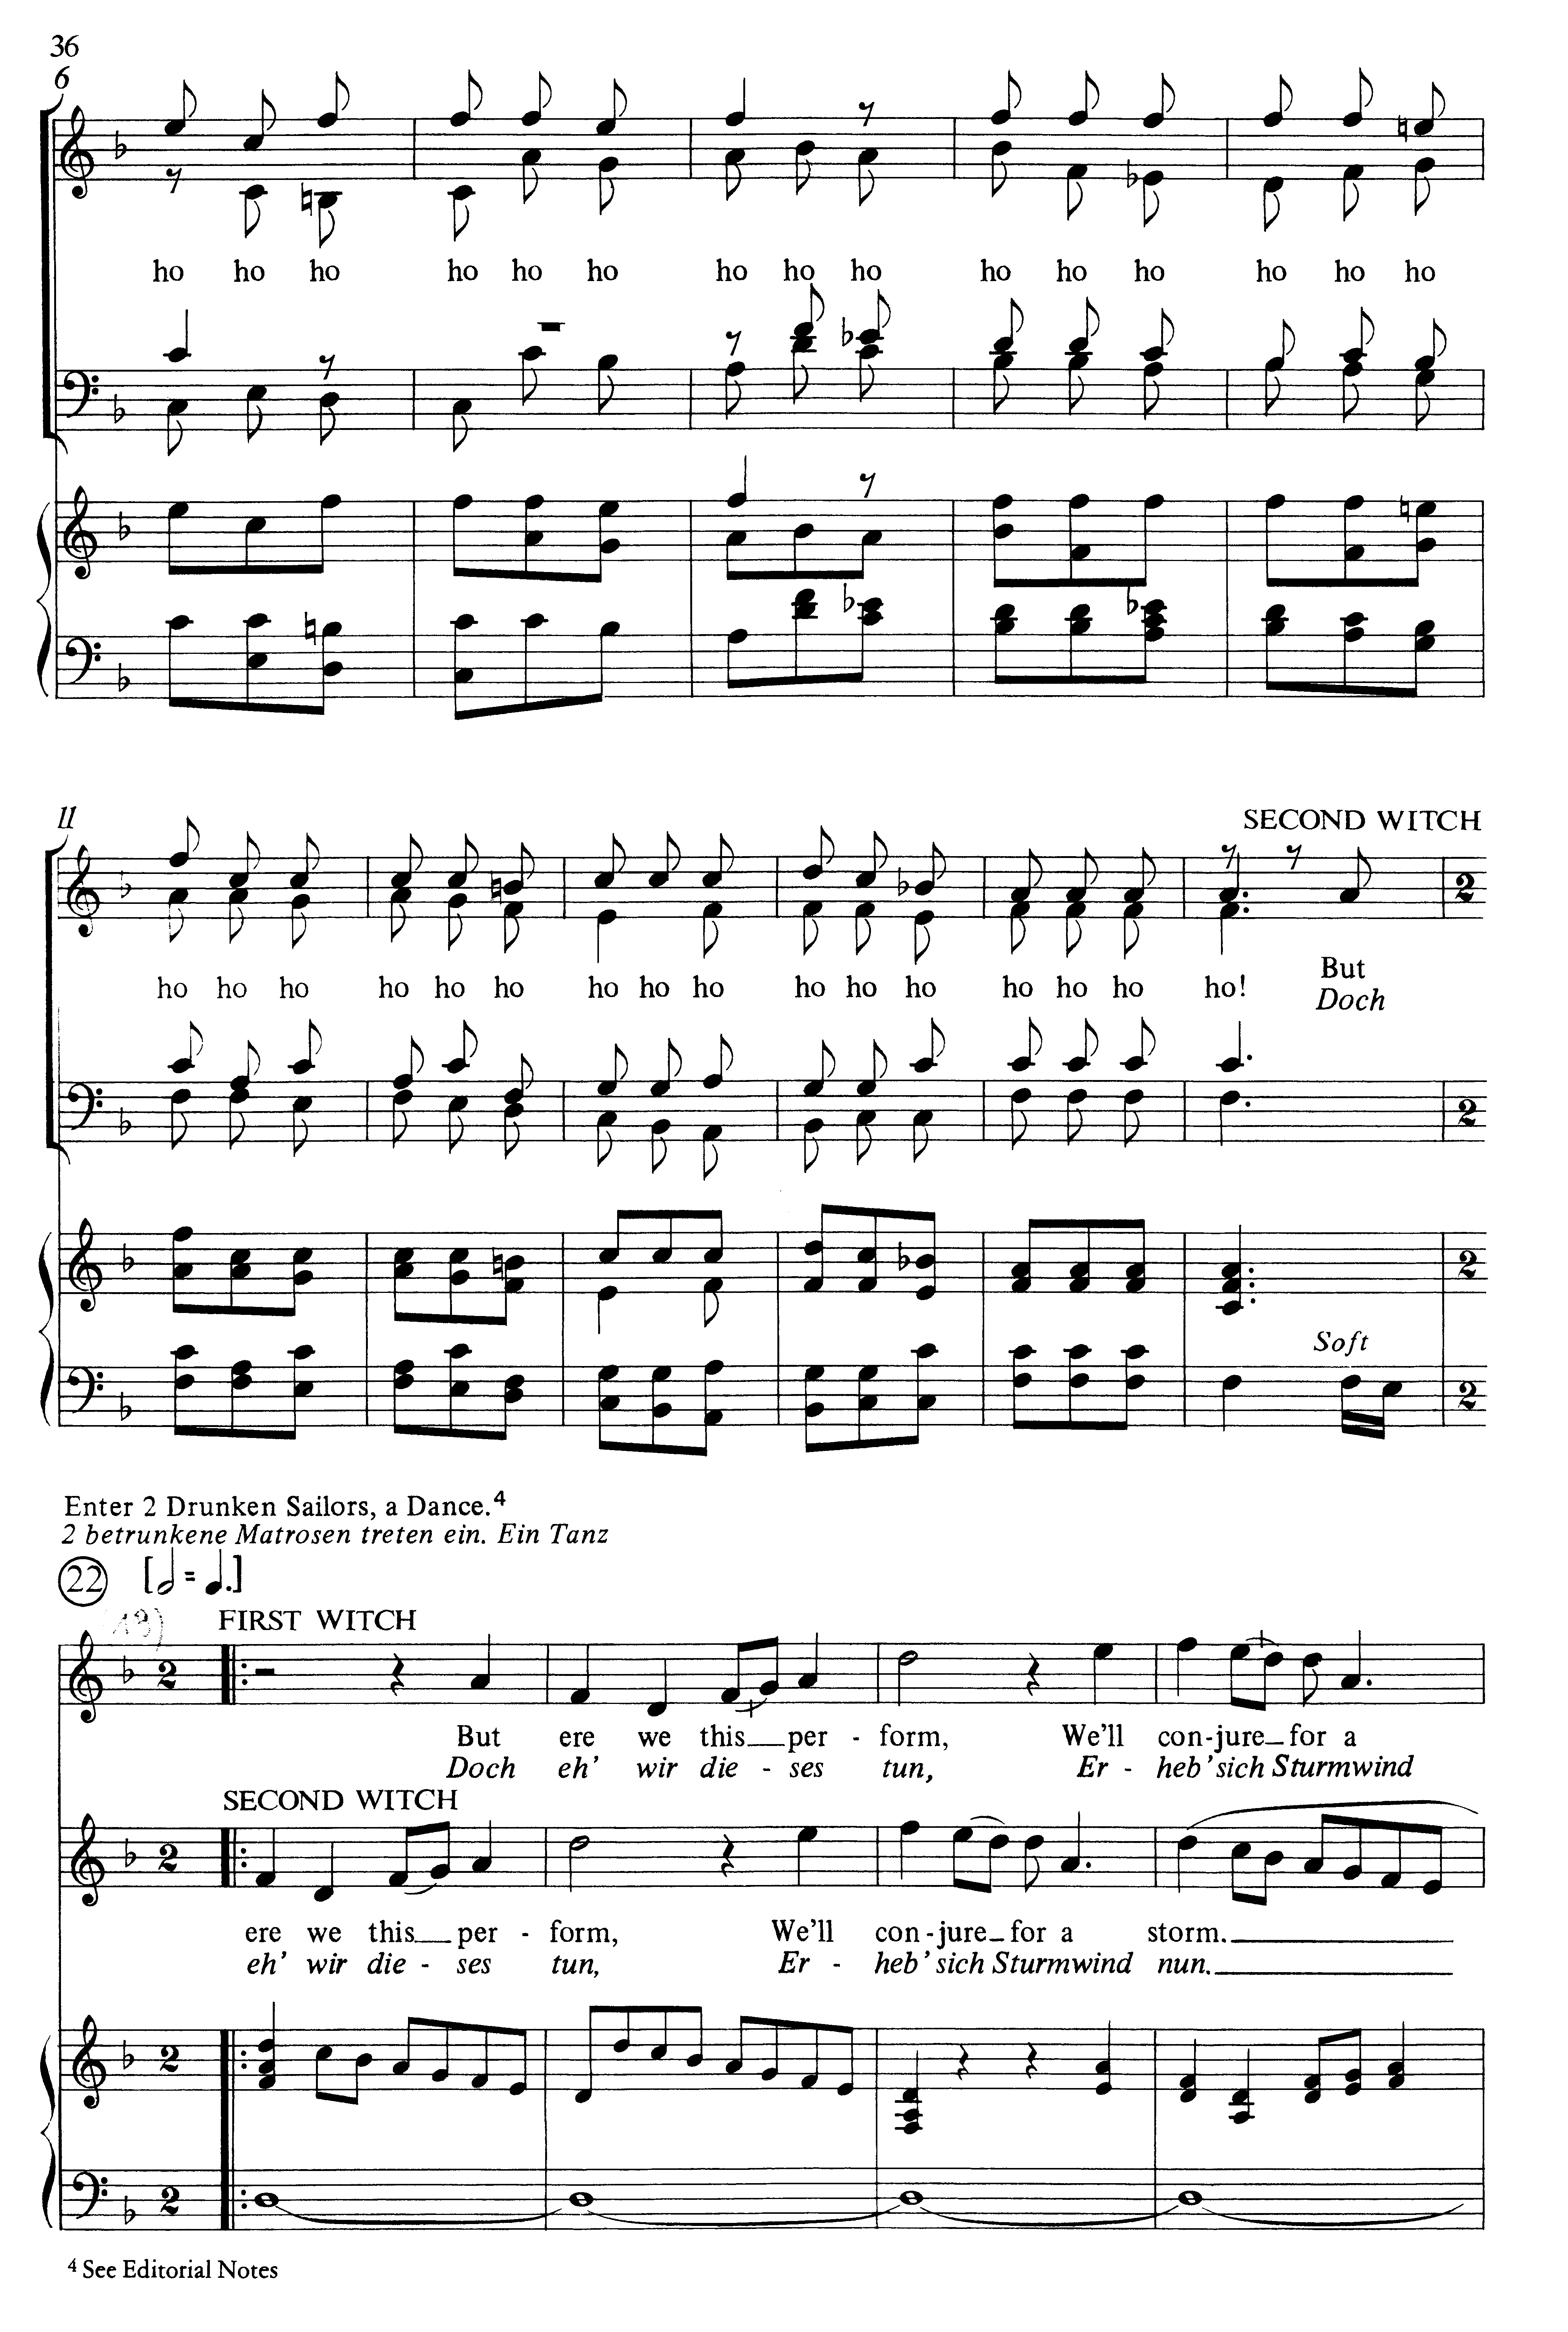 36
6
ho ho ho ho ho ho ho ho ho ho ho ho ho ho ho
11
SECOND WITCH
ho ho ho ho ho ho ho ho ho ho ho ho ho ho ho ho!
But
Doch
Soft
Enter 2 Drunken Sailors, a Dance.⁴
2 betrunkene Matrosen treten ein. Ein Tanz
22
FIRST WITCH
But ere we this per - form, We'll con-jure for a
Doch eh' wir die - ses tun, Er - heb' sich Sturmwind
SECOND WITCH
ere we this per - form, We'll con-jure for a storm.
eh' wir die - ses tun, Er - heb' sich Sturmwind nun.
⁴ See Editorial Notes